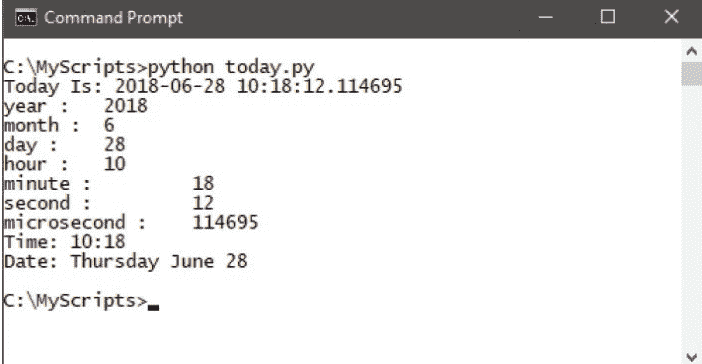 Command Prompt
C:\MyScripts>python today.py
Today Is: 2018-06-28 10:18:12.114695
year :   2018
month :  6
day :    28
hour :   10
minute :         18
second :         12
microsecond :    114695
Time: 10:18
Date: Thursday June 28
C:\MyScripts>